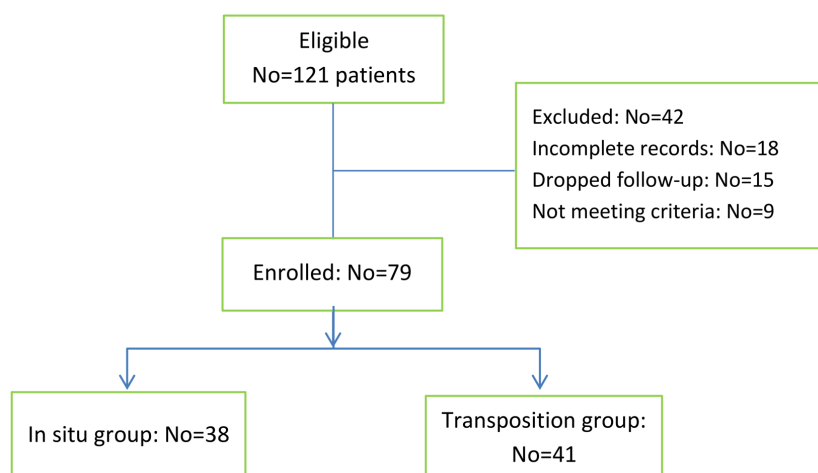 Eligible
No=121 patients
Excluded: No=42
Incomplete records: No=18
Dropped follow-up: No=15
Not meeting criteria: No=9
Enrolled: No=79
In situ group: No=38
Transposition group:
No=41